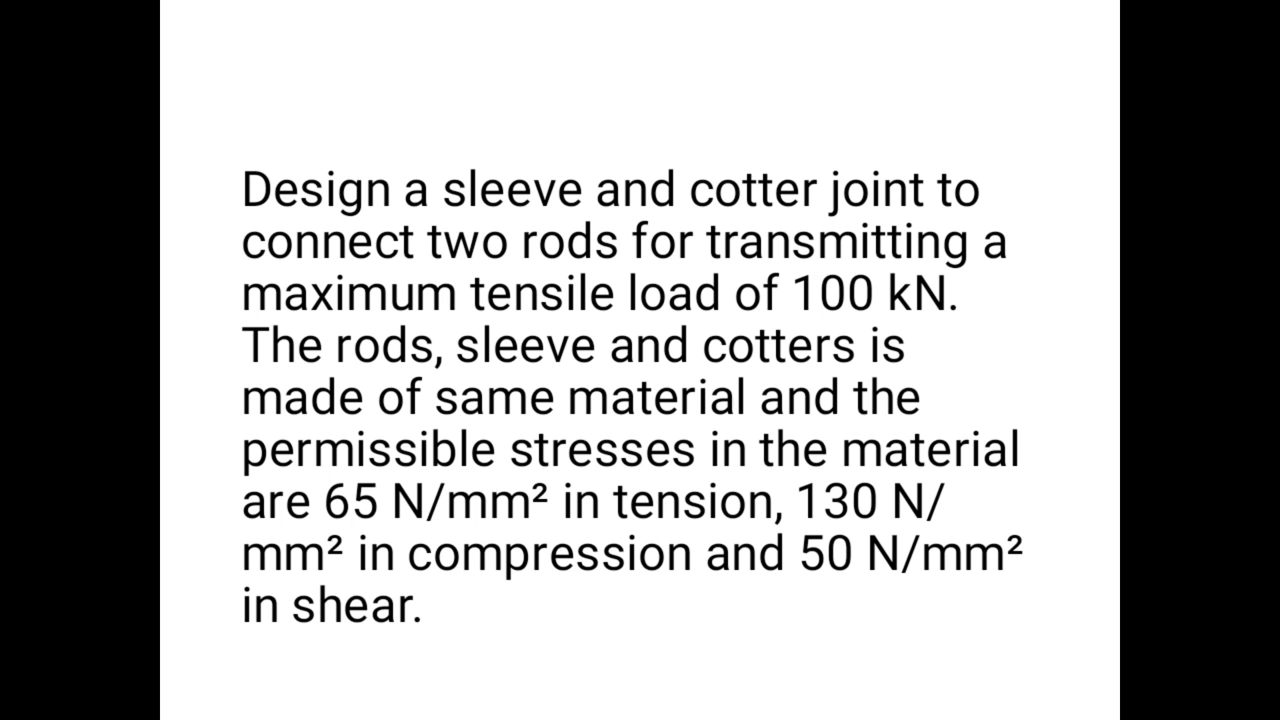 Design a sleeve and cotter joint to
connect two rods for transmitting a
maximum tensile load of 100 kN.
The rods, sleeve and cotters is
made of same material and the
permissible stresses in the material
are 65 N/mm² in tension, 130 N/
mm² in compression and 50 N/mm²
in shear.